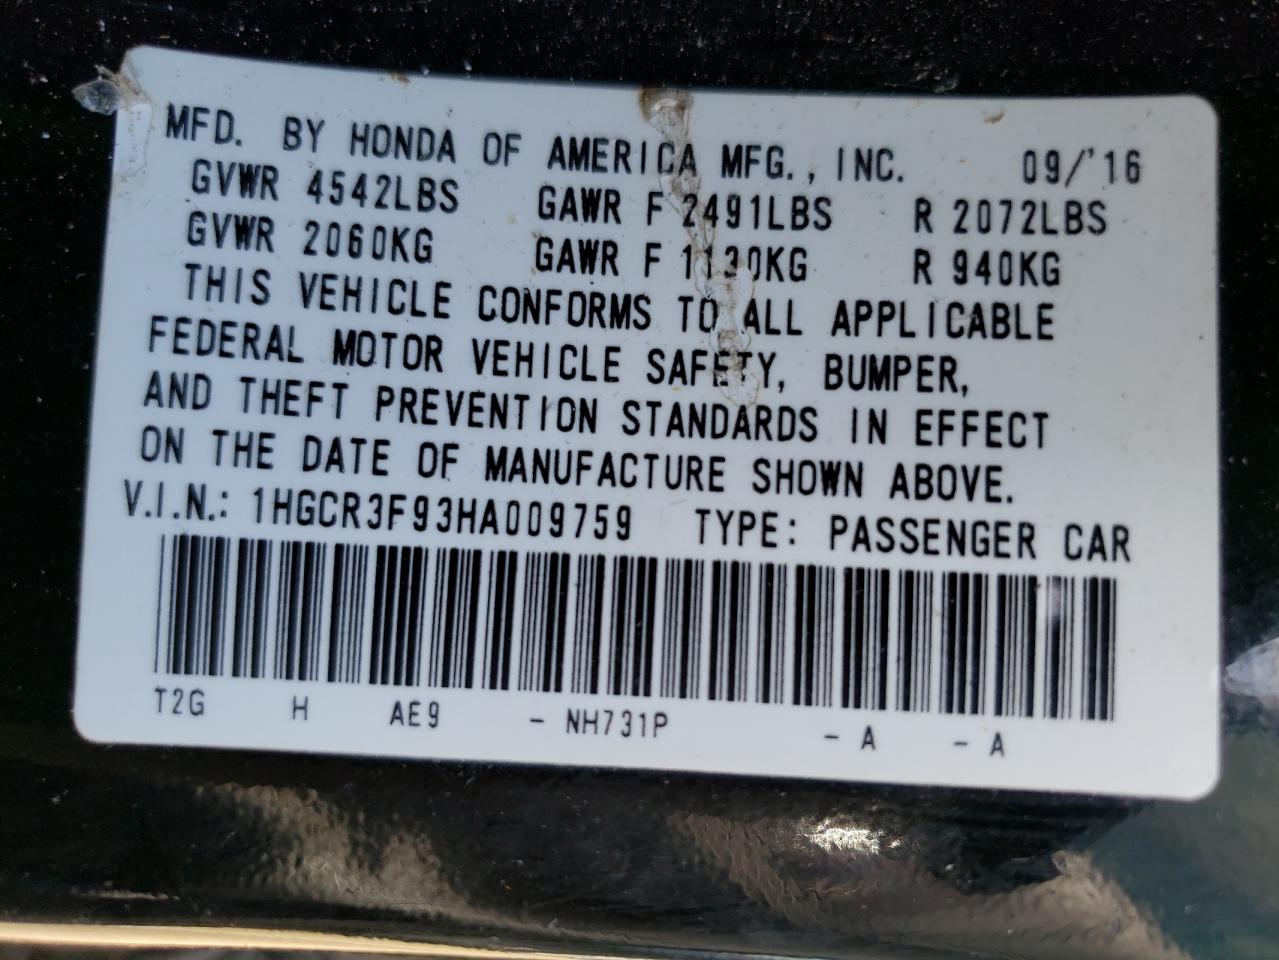 MFD. BY HONDA OF AMERICA MFG., INC. 09/'16
GVWR 4542LBS GAWR F 2491LBS R 2072LBS
GVWR 2060KG GAWR F 1130KG R 940KG
THIS VEHICLE CONFORMS TO ALL APPLICABLE
FEDERAL MOTOR VEHICLE SAFETY, BUMPER,
AND THEFT PREVENTION STANDARDS IN EFFECT
ON THE DATE OF MANUFACTURE SHOWN ABOVE.
V.I.N.: 1HGCR3F93HA009759 TYPE: PASSENGER CAR
T2G H AE9 - NH731P - A - A